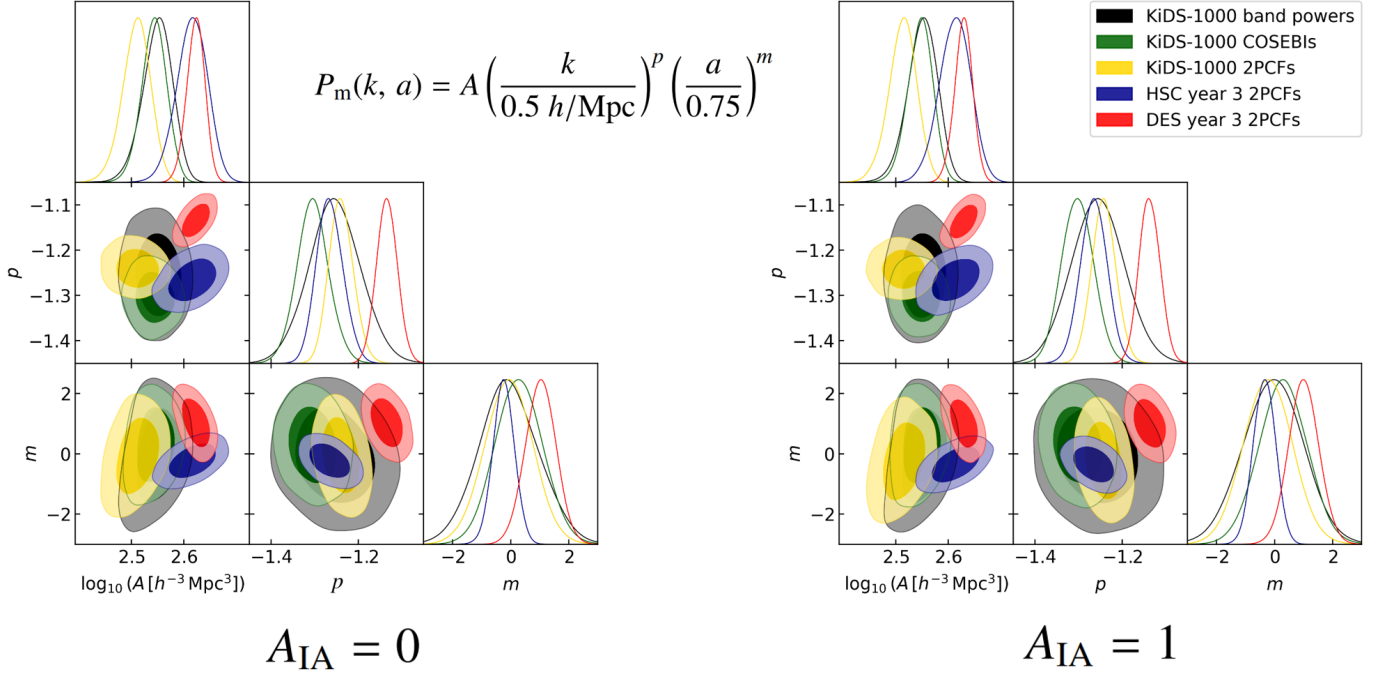 P_m(k, a) = A (k / 0.5 h/Mpc)^p (a / 0.75)^m
KiDS-1000 band powers
KiDS-1000 COSEBIs
KiDS-1000 2PCFs
HSC year 3 2PCFs
DES year 3 2PCFs
−1.1
−1.2
−1.3
−1.4
p
2
0
−2
m
2.5 2.6
−1.4 −1.2
−2 0 2
log₁₀ (A [h⁻³ Mpc³])
p
m
A_IA = 0
−1.1
−1.2
−1.3
−1.4
p
2
0
−2
m
2.5 2.6
−1.4 −1.2
−2 0 2
log₁₀ (A [h⁻³ Mpc³])
p
m
A_IA = 1